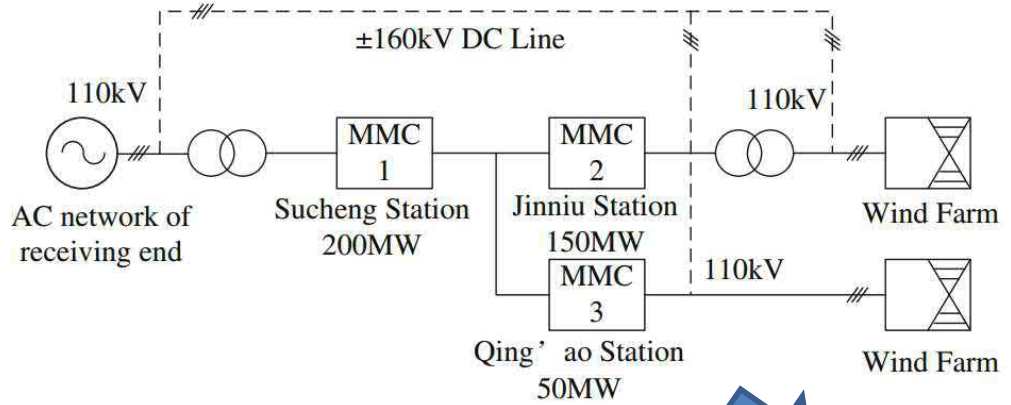 ±160kV DC Line
110kV
110kV
MMC
1
MMC
2
AC network of
receiving end
Sucheng Station
200MW
Jinniu Station
150MW
Wind Farm
MMC
3
110kV
Qing’ ao Station
50MW
Wind Farm